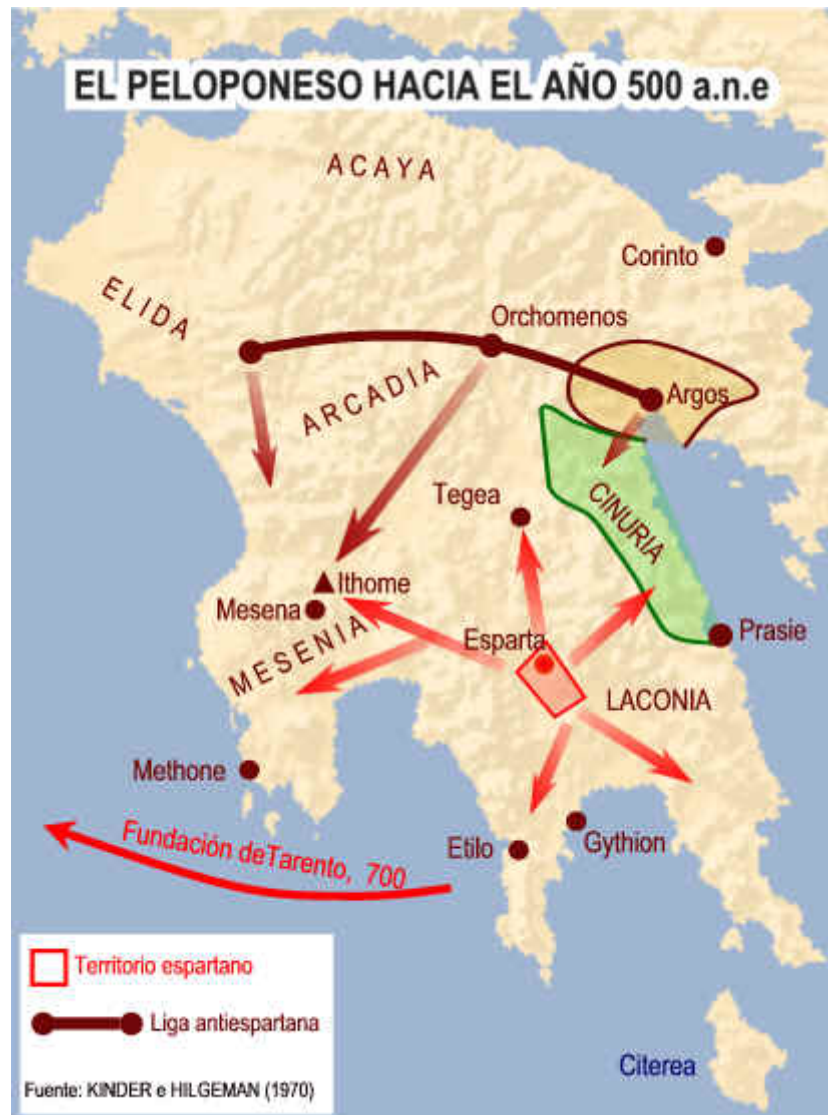 EL PELOPONESO HACIA EL AÑO 500 a.n.e
ACAYA
Corinto
ELIDA
Orchomenos
ARCADIA
Argos
Tegea
CINURIA
Ithome
Mesena
MESENIA
Esparta
Prasie
LACONIA
Methone
Fundación deTarento, 700
Etilo
Gythion
Territorio espartano
Liga antiespartana
Citerea
Fuente: KINDER e HILGEMAN (1970)